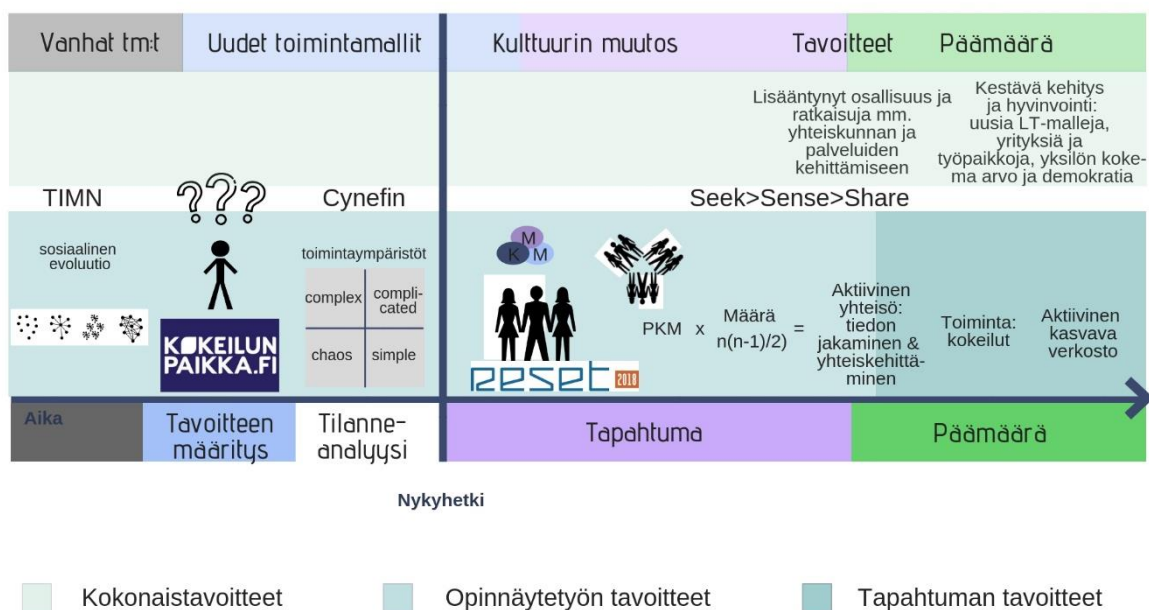 Vanhat tm:t
Uudet toimintamallit
Kulttuurin muutos
Tavoitteet
Päämäärä
Lisääntynyt osallisuus ja
ratkaisuja mm.
yhteiskunnan ja
palveluiden
kehittämiseen
Kestävä kehitys
ja hyvinvointi:
uusia LT-malleja,
yrityksiä ja
työpaikkoja, yksilön koke-
ma arvo ja demokratia
TIMN
???
Cynefin
Seek>Sense>Share
sosiaalinen
evoluutio
KOKEILUN
PAIKKA.FI
toimintaympäristöt
complex
compli-
cated
chaos
simple
M
K M
reset 2018
PKM x Määrä
n(n-1)/2) =
Aktiivinen
yhteisö:
tiedon
jakaminen &
yhteiskehittä-
minen
Toiminta:
kokeilut
Aktiivinen
kasvava
verkosto
Aika
Tavoitteen
määritys
Tilanne-
analyysi
Tapahtuma
Päämäärä
Nykyhetki
Kokonaistavoitteet
Opinnäytetyön tavoitteet
Tapahtuman tavoitteet